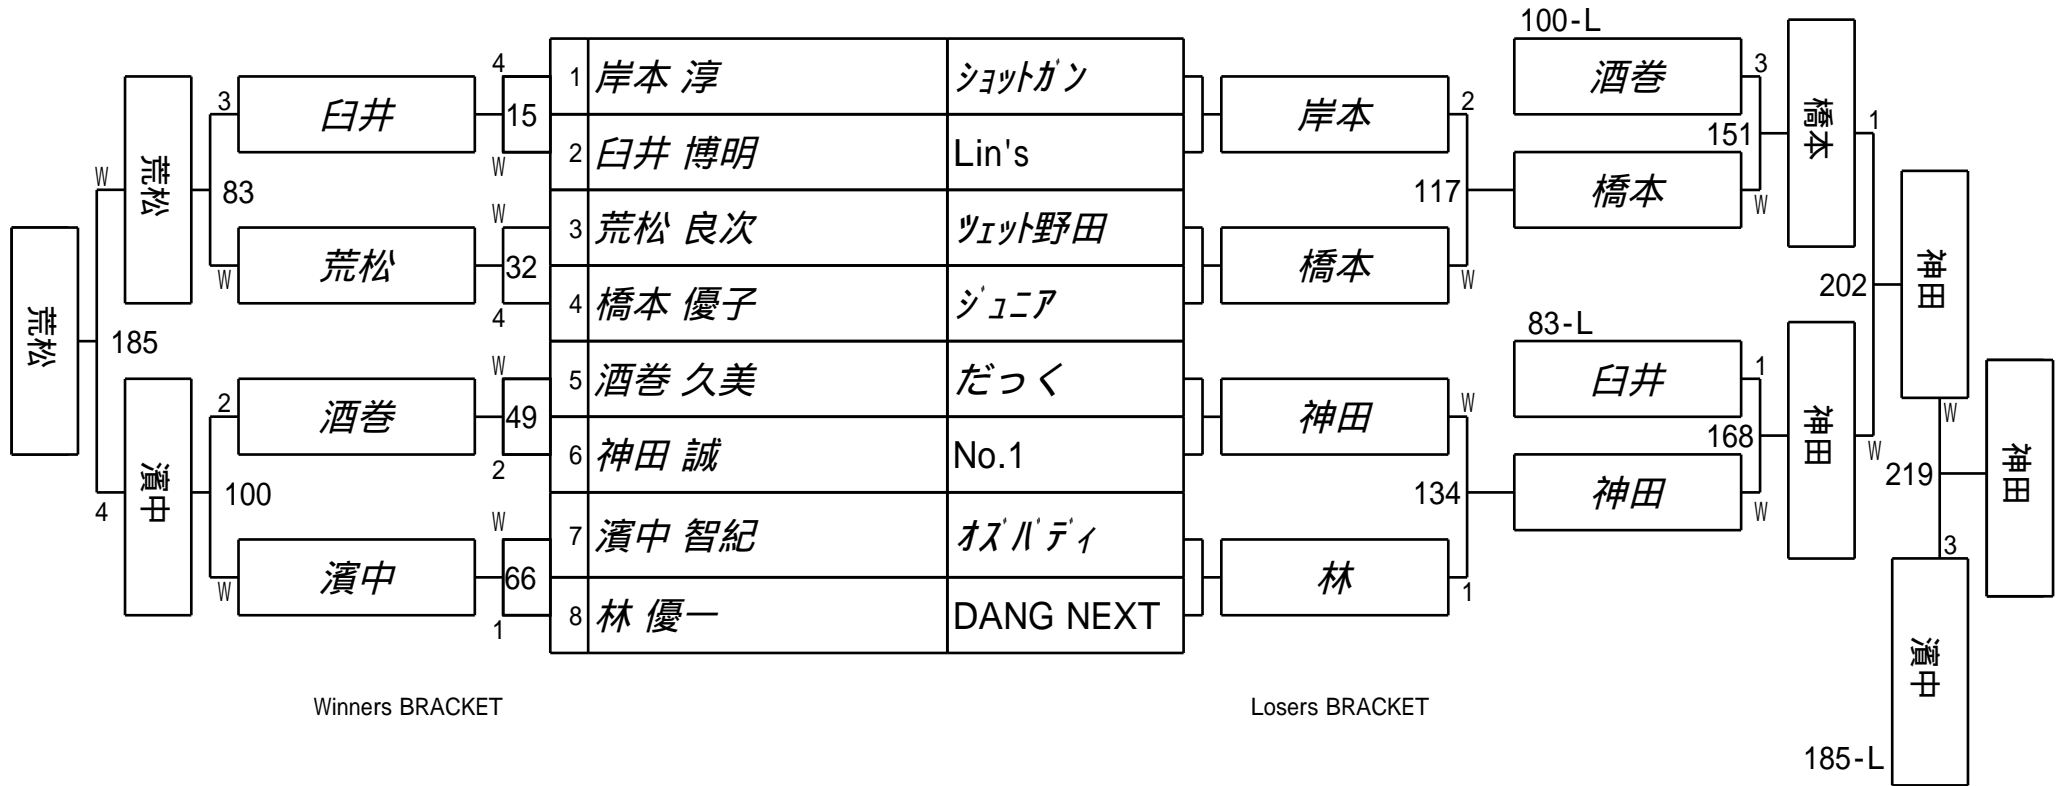 100-L
4
1 岸本 淳 ショットガン
3
臼井
15
岸本
2
酒巻
3
橋本
1
2 臼井 博明 Lin's
W
151
W
荒松
83
W
3 荒松 良次 ツェット野田
117
橋本
W
神田
W
荒松
32
橋本
W
202
4 橋本 優子 ジュニア
4
荒松
185
W
5 酒巻 久美 だっく
83-L
臼井
1
2
酒巻
49
神田
W
W
168
神田
W
6 神田 誠 No.1
2
219
神田
4
濱中
100
W
134
神田
W
7 濱中 智紀 オズバディ
W
濱中
66
林
1
3
8 林 優一 DANG NEXT
1
濱中
Winners BRACKET
Losers BRACKET
185-L